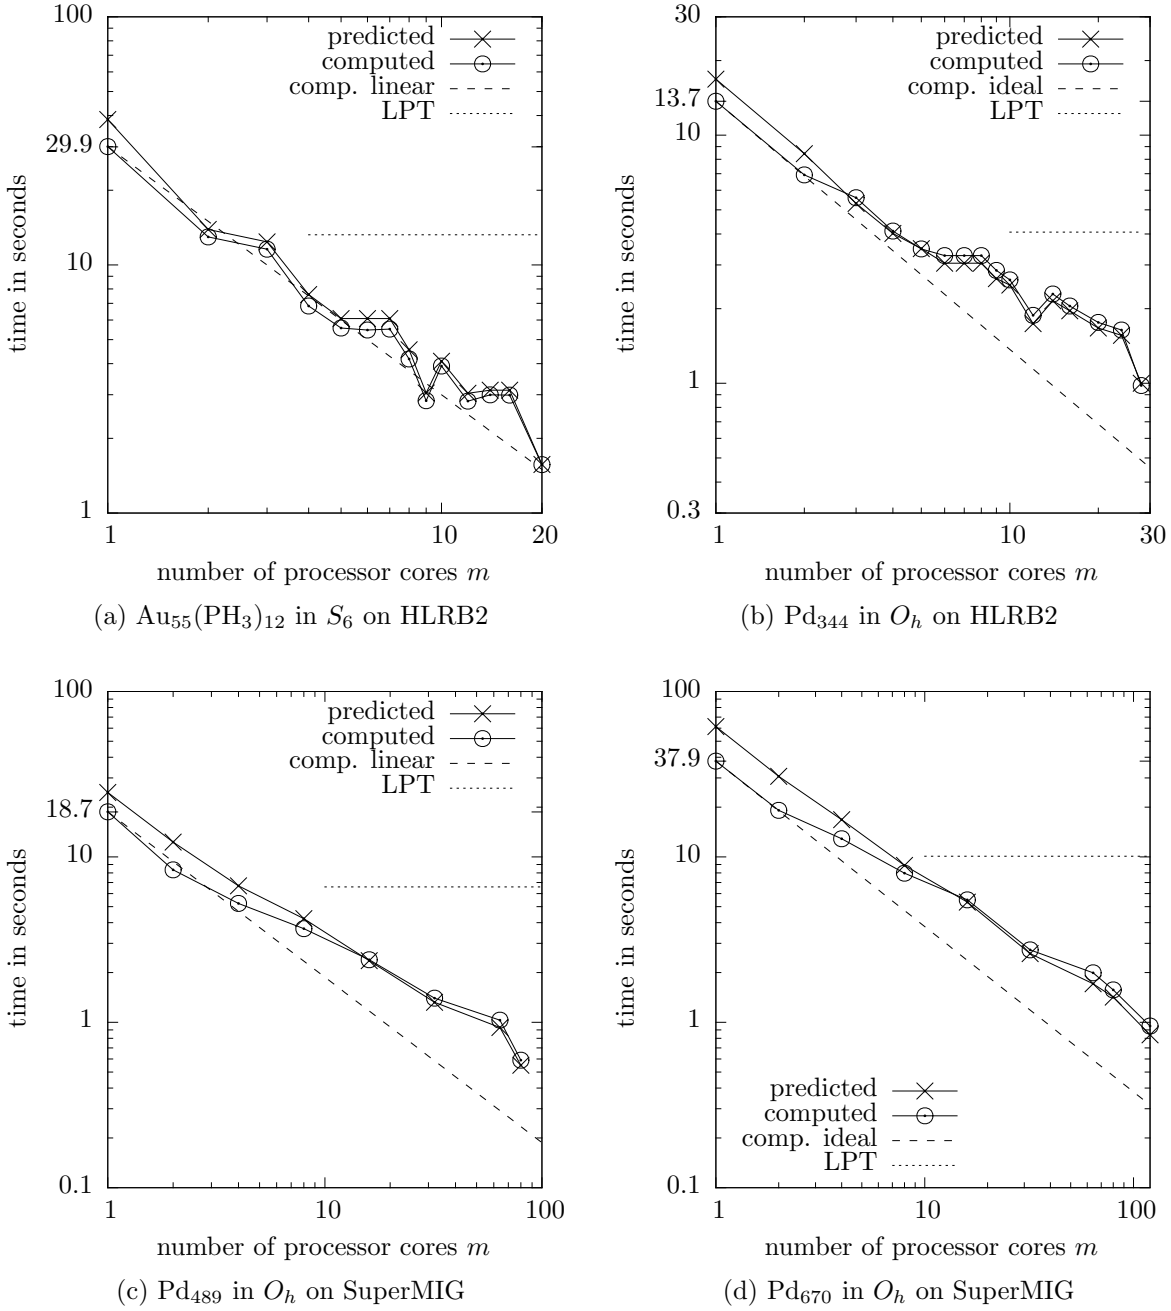 100
29.9
10
1
time in seconds
predicted
computed
comp. linear
LPT
1
10
20
number of processor cores m
(a) Au₅₅(PH₃)₁₂ in S₆ on HLRB2
30
13.7
10
1
0.3
time in seconds
predicted
computed
comp. ideal
LPT
1
10
30
number of processor cores m
(b) Pd₃₄₄ in Oₕ on HLRB2
100
18.7
10
1
0.1
time in seconds
predicted
computed
comp. linear
LPT
1
10
100
number of processor cores m
(c) Pd₄₈₉ in Oₕ on SuperMIG
100
37.9
10
1
0.1
time in seconds
predicted
computed
comp. ideal
LPT
1
10
100
number of processor cores m
(d) Pd₆₇₀ in Oₕ on SuperMIG